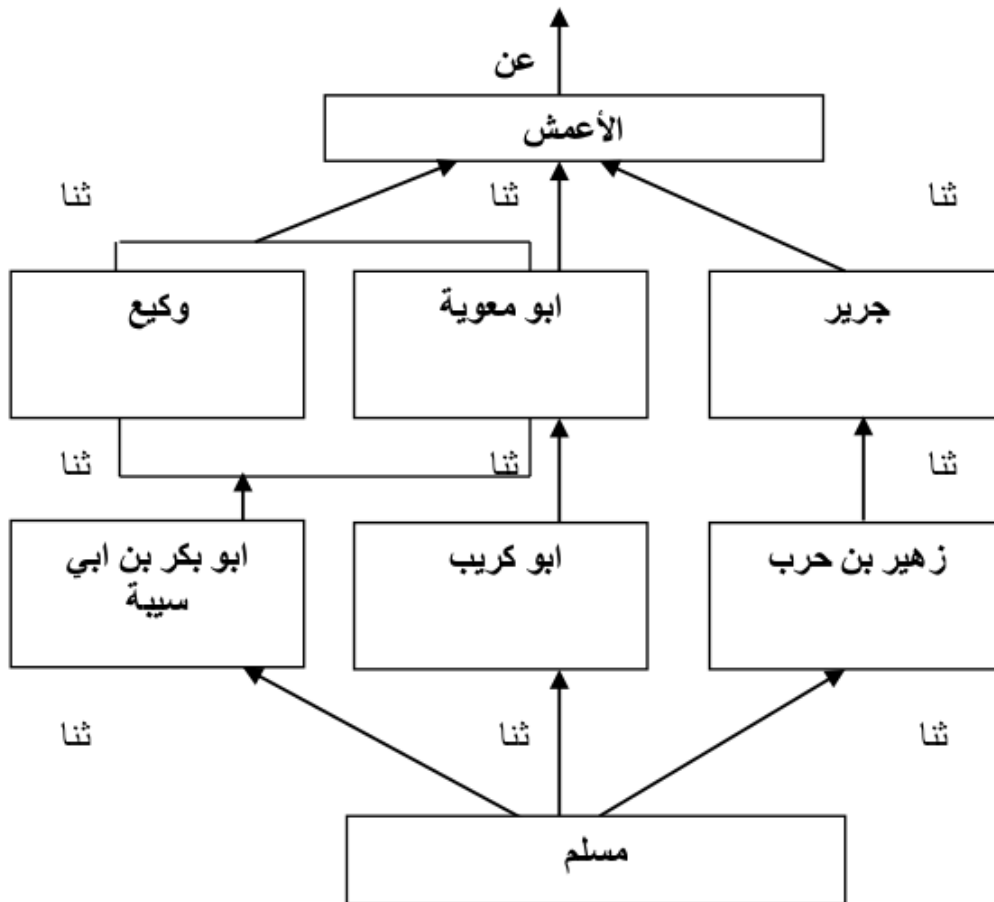 عن
الأعمش
ثنا ثنا ثنا
جرير
ابو معوية
وكيع
ثنا ثنا ثنا
زهير بن حرب
ابو كريب
ابو بكر بن ابي
سيبة
ثنا ثنا ثنا
مسلم